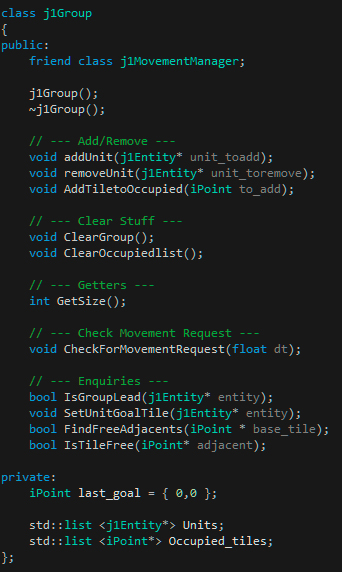 class j1Group
{
public:
    friend class j1MovementManager;

    j1Group();
    ~j1Group();

    // --- Add/Remove ---
    void addUnit(j1Entity* unit_toadd);
    void removeUnit(j1Entity* unit_toremove);
    void AddTiletoOccupied(iPoint to_add);

    // --- Clear Stuff ---
    void ClearGroup();
    void ClearOccupiedlist();

    // --- Getters ---
    int GetSize();

    // --- Check Movement Request ---
    void CheckForMovementRequest(float dt);

    // --- Enquiries ---
    bool IsGroupLead(j1Entity* entity);
    void SetUnitGoalTile(j1Entity* entity);
    bool FindFreeAdjacents(iPoint * base_tile);
    bool IsTileFree(iPoint* adjacent);

private:
    iPoint last_goal = { 0,0 };

    std::list <j1Entity*> Units;
    std::list <iPoint*> Occupied_tiles;
};